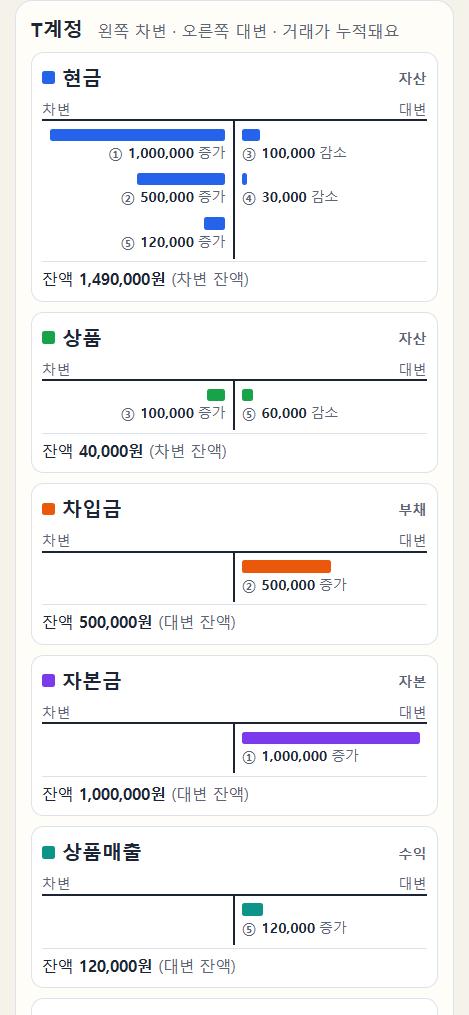 T계정 왼쪽 차변 · 오른쪽 대변 · 거래가 누적돼요
현금 자산
차변 대변
① 1,000,000 증가 ③ 100,000 감소
② 500,000 증가 ④ 30,000 감소
⑤ 120,000 증가
잔액 1,490,000원 (차변 잔액)
상품 자산
차변 대변
③ 100,000 증가 ⑤ 60,000 감소
잔액 40,000원 (차변 잔액)
차입금 부채
차변 대변
② 500,000 증가
잔액 500,000원 (대변 잔액)
자본금 자본
차변 대변
① 1,000,000 증가
잔액 1,000,000원 (대변 잔액)
상품매출 수익
차변 대변
⑤ 120,000 증가
잔액 120,000원 (대변 잔액)